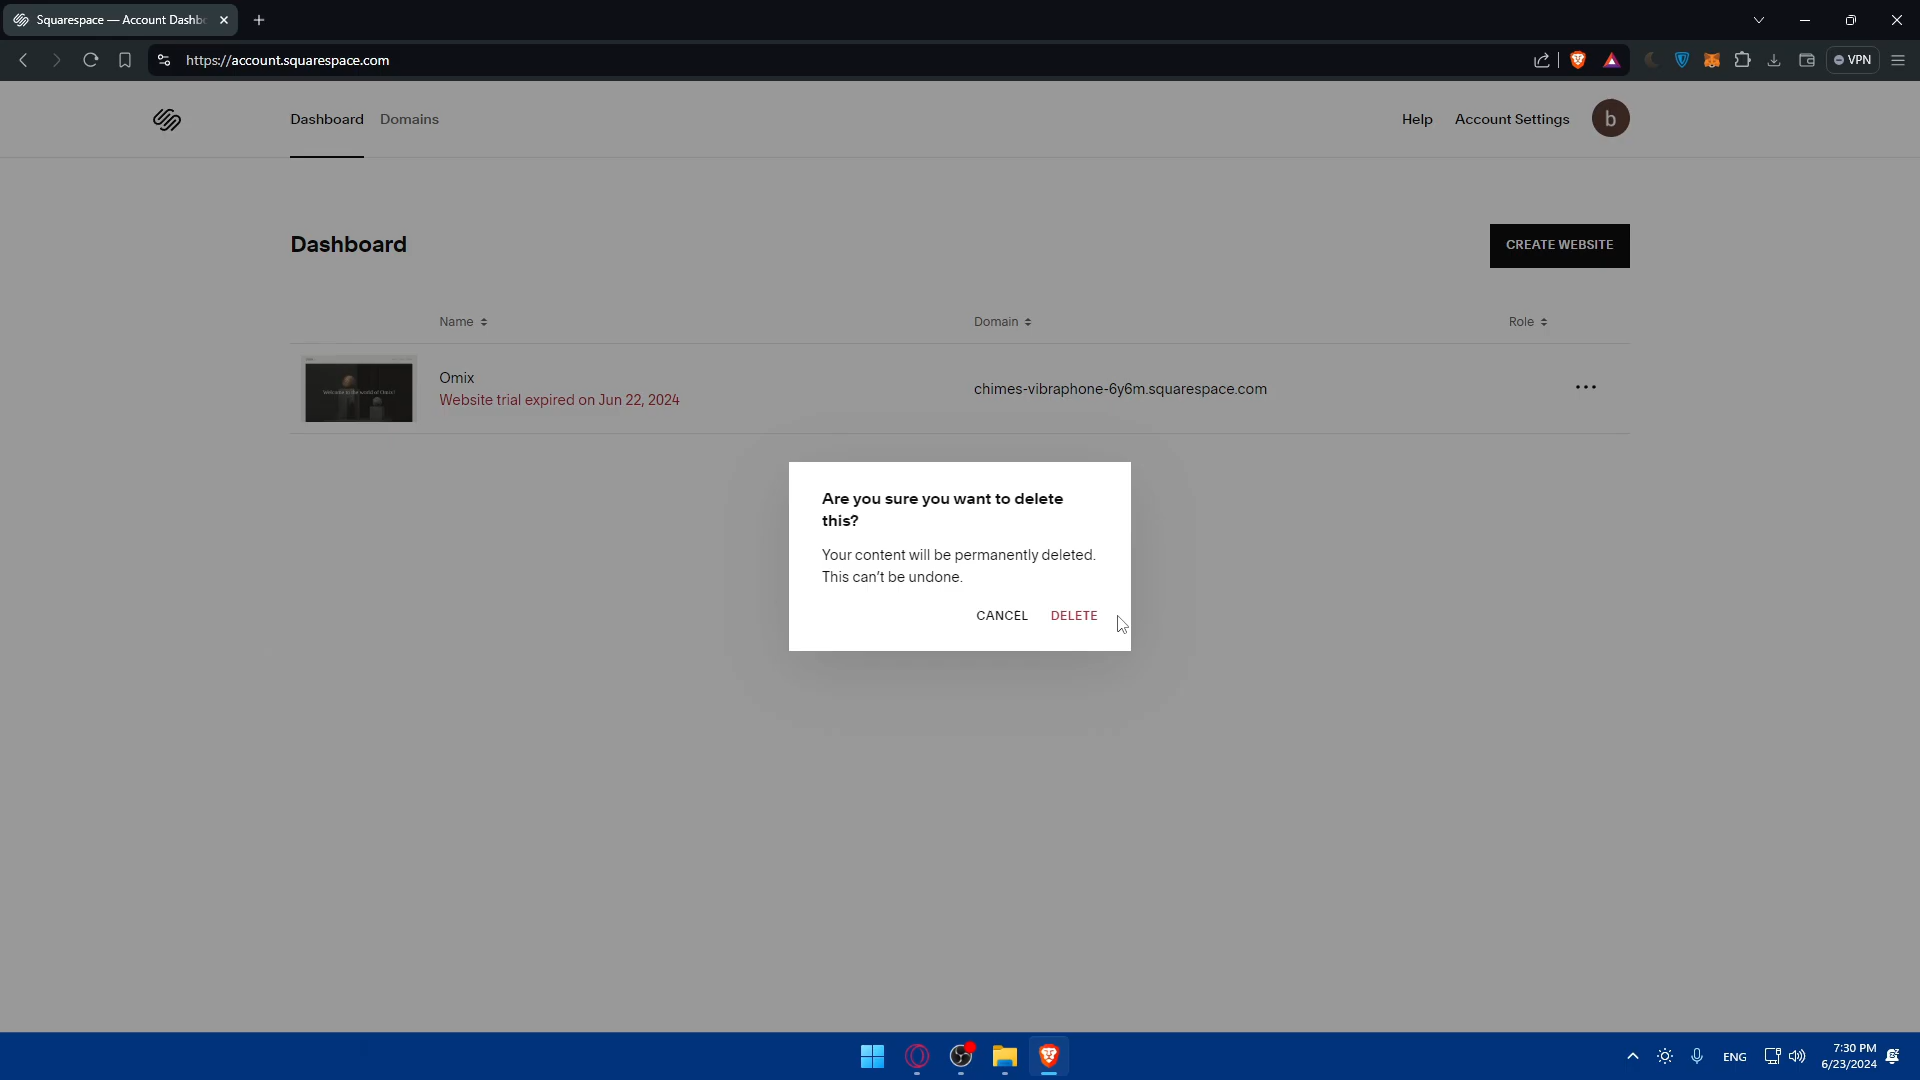 Squarespace — Account Dashb
https://account.squarespace.com
VPN
Dashboard
Domains
Help
Account Settings
b
Dashboard
CREATE WEBSITE
Name
Domain
Role
Omix
Website trial expired on Jun 22, 2024
chimes-vibraphone-6y6m.squarespace.com
Are you sure you want to delete
this?
Your content will be permanently deleted.
This can't be undone.
CANCEL
DELETE
ENG
7:30 PM
6/23/2024